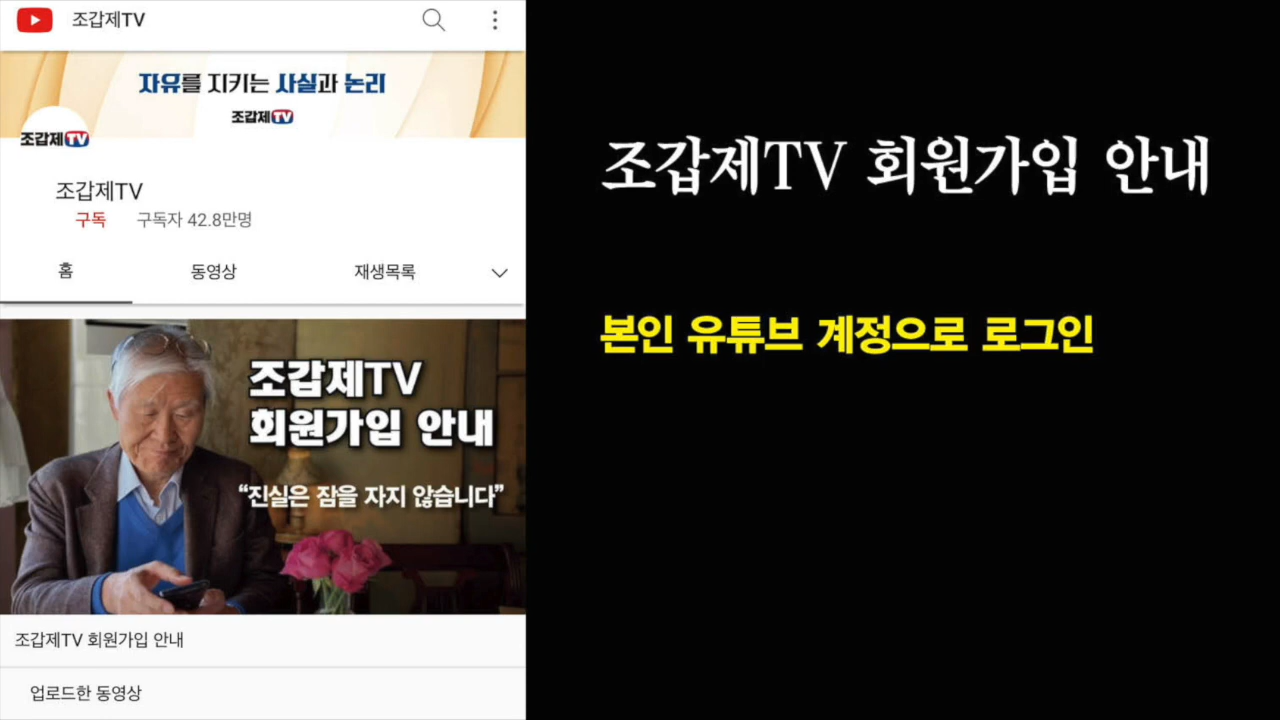 조갑제TV
자유를 지키는 사실과 논리
조갑제TV
조갑제TV
조갑제TV
구독 구독자 42.8만명
홈 동영상 재생목록
조갑제TV
회원가입 안내
“진실은 잠을 자지 않습니다”
조갑제TV 회원가입 안내
업로드한 동영상
조갑제TV 회원가입 안내
본인 유튜브 계정으로 로그인